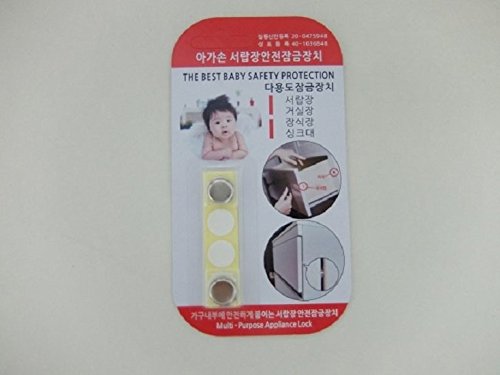 실용신안등록 20-0475948
상 표 등 록 40-1036848
아가손 서랍장안전잠금장치
THE BEST BABY SAFETY PROTECTION
다용도잠금장치
서랍장
거실장
장식장
싱크대
가구내부에 안전하게 붙이는 서랍장안전잠금장치
Multi - Purpose Appliance Lock